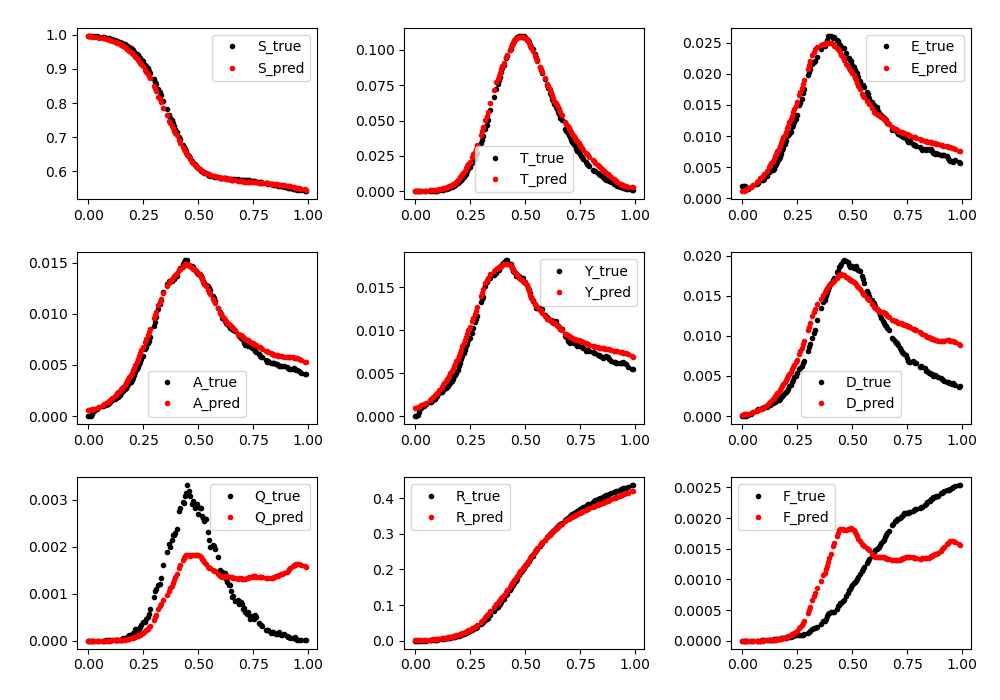 1.0
0.9
0.8
0.7
0.6
0.00 0.25 0.50 0.75 1.00
S_true
S_pred
0.100
0.075
0.050
0.025
0.000
0.00 0.25 0.50 0.75 1.00
T_true
T_pred
0.025
0.020
0.015
0.010
0.005
0.000
0.00 0.25 0.50 0.75 1.00
E_true
E_pred
0.015
0.010
0.005
0.000
0.00 0.25 0.50 0.75 1.00
A_true
A_pred
0.015
0.010
0.005
0.000
0.00 0.25 0.50 0.75 1.00
Y_true
Y_pred
0.020
0.015
0.010
0.005
0.000
0.00 0.25 0.50 0.75 1.00
D_true
D_pred
0.003
0.002
0.001
0.000
0.00 0.25 0.50 0.75 1.00
Q_true
Q_pred
0.4
0.3
0.2
0.1
0.0
0.00 0.25 0.50 0.75 1.00
R_true
R_pred
0.0025
0.0020
0.0015
0.0010
0.0005
0.0000
0.00 0.25 0.50 0.75 1.00
F_true
F_pred